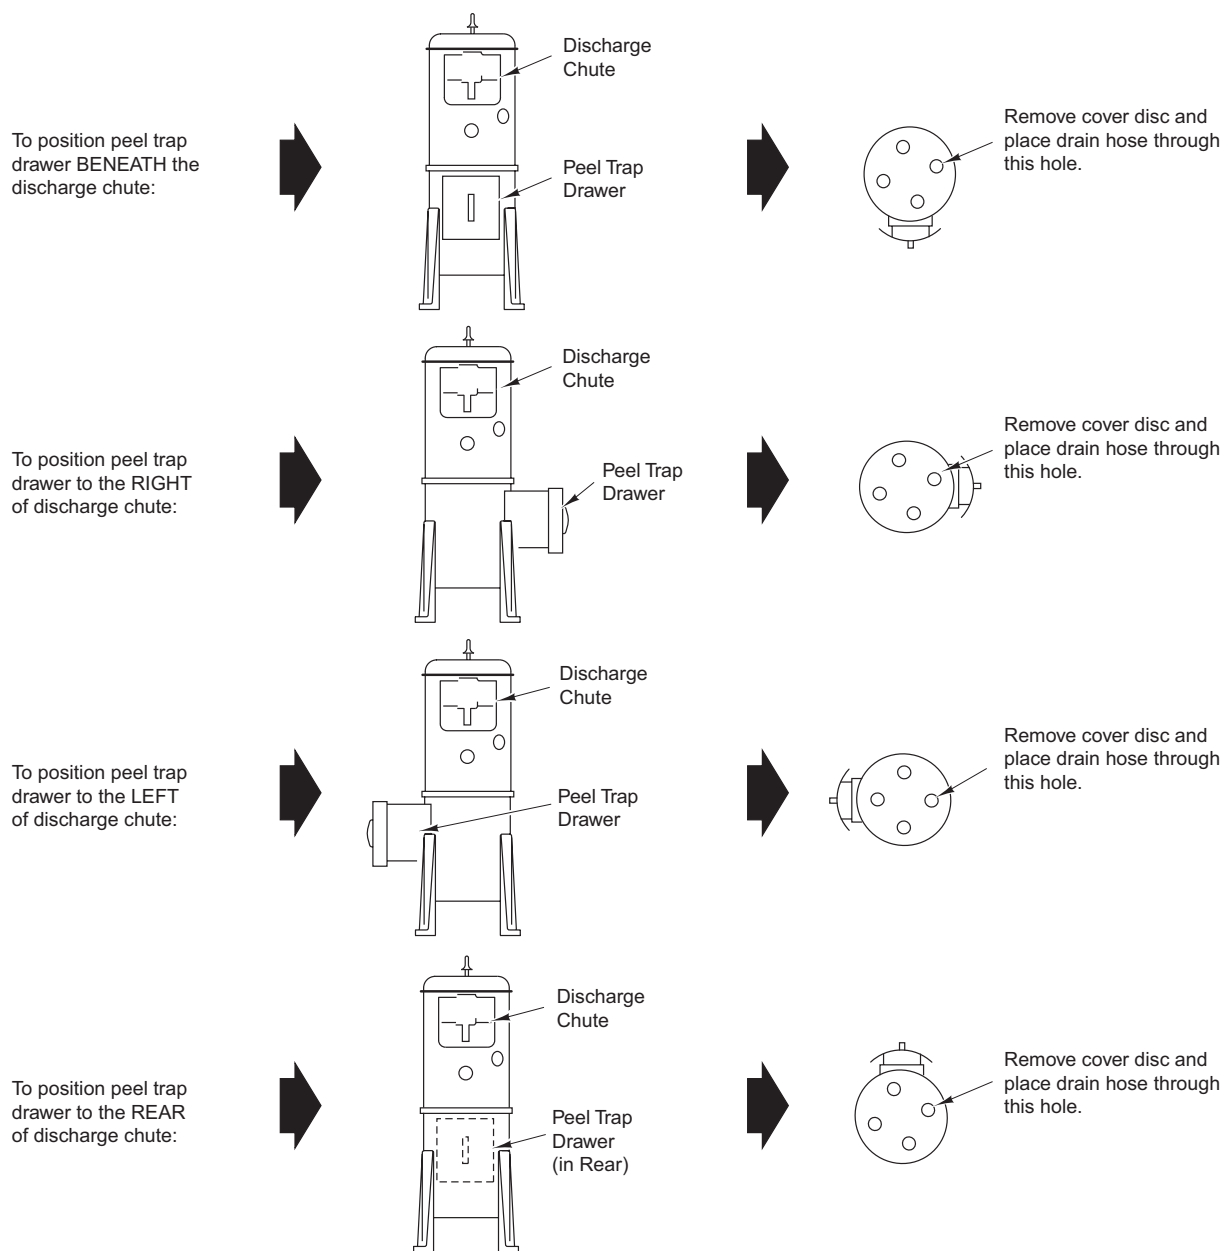 To position peel trap
drawer BENEATH the
discharge chute:
Discharge
Chute
Peel Trap
Drawer
Remove cover disc and
place drain hose through
this hole.
To position peel trap
drawer to the RIGHT
of discharge chute:
Discharge
Chute
Peel Trap
Drawer
Remove cover disc and
place drain hose through
this hole.
To position peel trap
drawer to the LEFT
of discharge chute:
Discharge
Chute
Peel Trap
Drawer
Remove cover disc and
place drain hose through
this hole.
To position peel trap
drawer to the REAR
of discharge chute:
Discharge
Chute
Peel Trap
Drawer
(in Rear)
Remove cover disc and
place drain hose through
this hole.